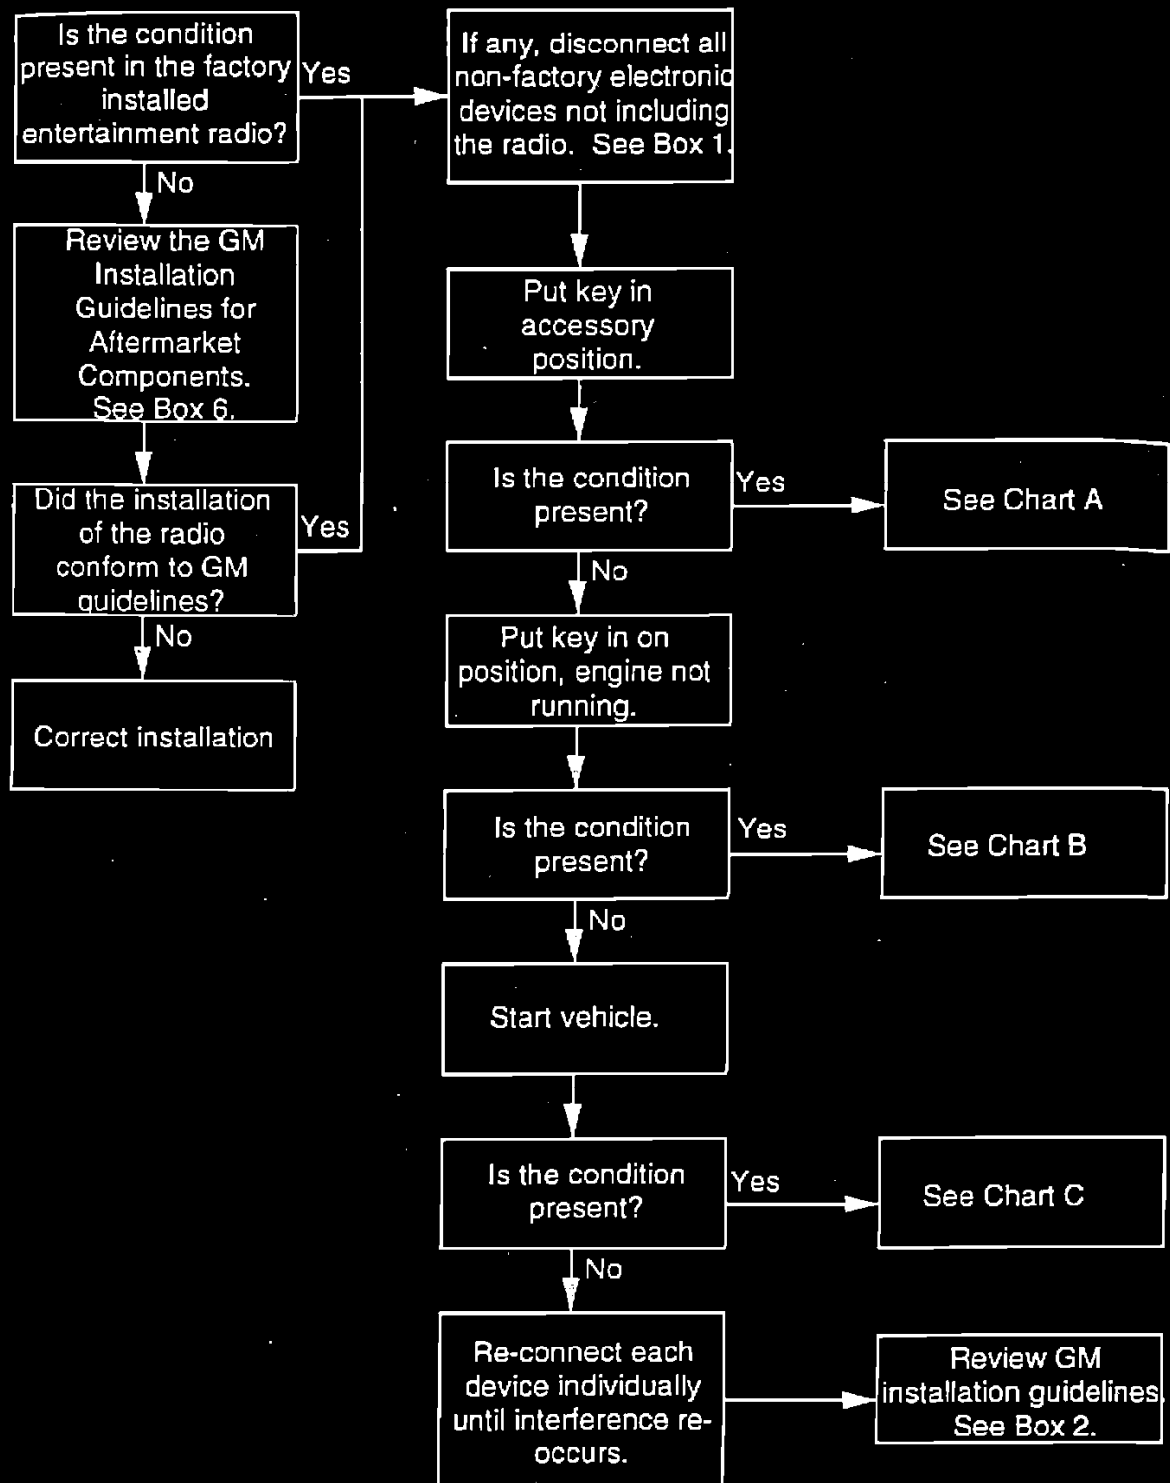 Is the condition
present in the factory
installed
entertainment radio?
Yes
No
Review the GM
Installation
Guidelines for
Aftermarket
Components.
See Box 6.
Did the installation
of the radio
conform to GM
guidelines?
Yes
No
Correct installation
If any, disconnect all
non-factory electronic
devices not including
the radio. See Box 1.
Put key in
accessory
position.
Is the condition
present?
Yes
See Chart A
No
Put key in on
position, engine not
running.
Is the condition
present?
Yes
See Chart B
No
Start vehicle.
Is the condition
present?
Yes
See Chart C
No
Re-connect each
device individually
until interference re-
occurs.
Review GM
installation guidelines.
See Box 2.